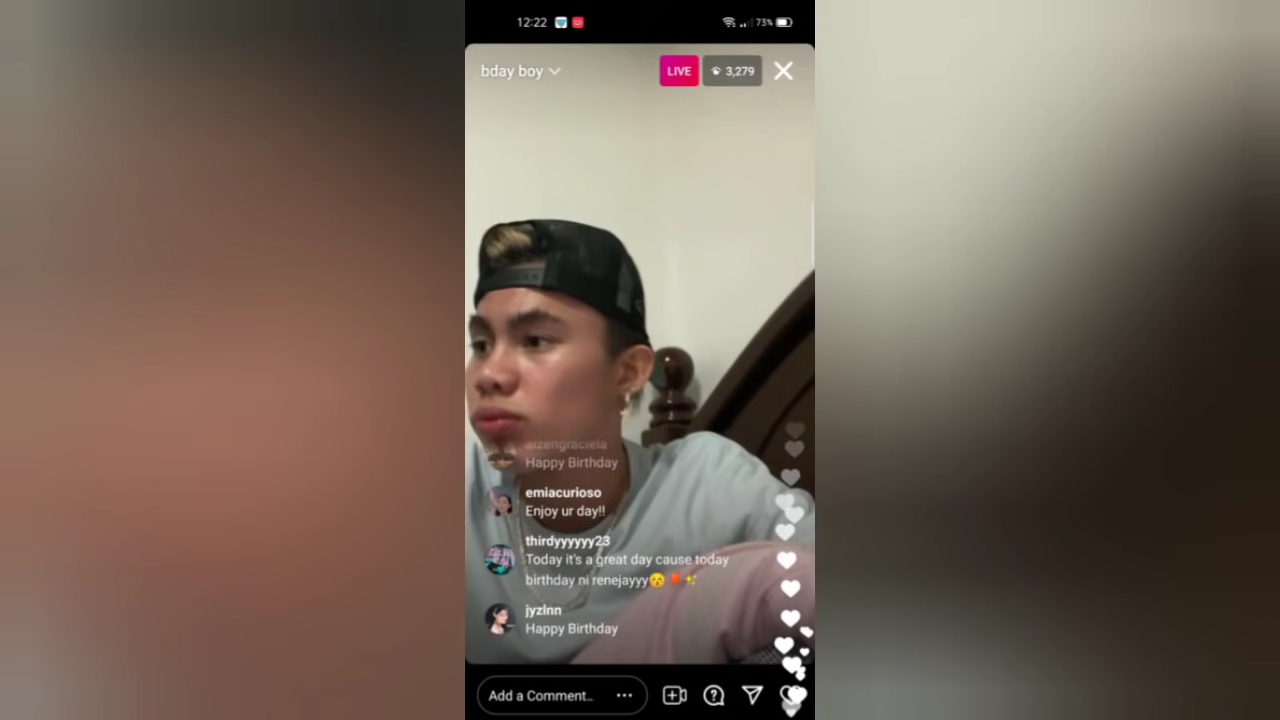 12:22
73%
bday boy
LIVE
3,279
aizengraciela
Happy Birthday
emiacurioso
Enjoy ur day!!
thirdyyyyyy23
Today it's a great day cause today
birthday ni renejayyy😚🎈✨
jyzlnn
Happy Birthday
Add a Comment...